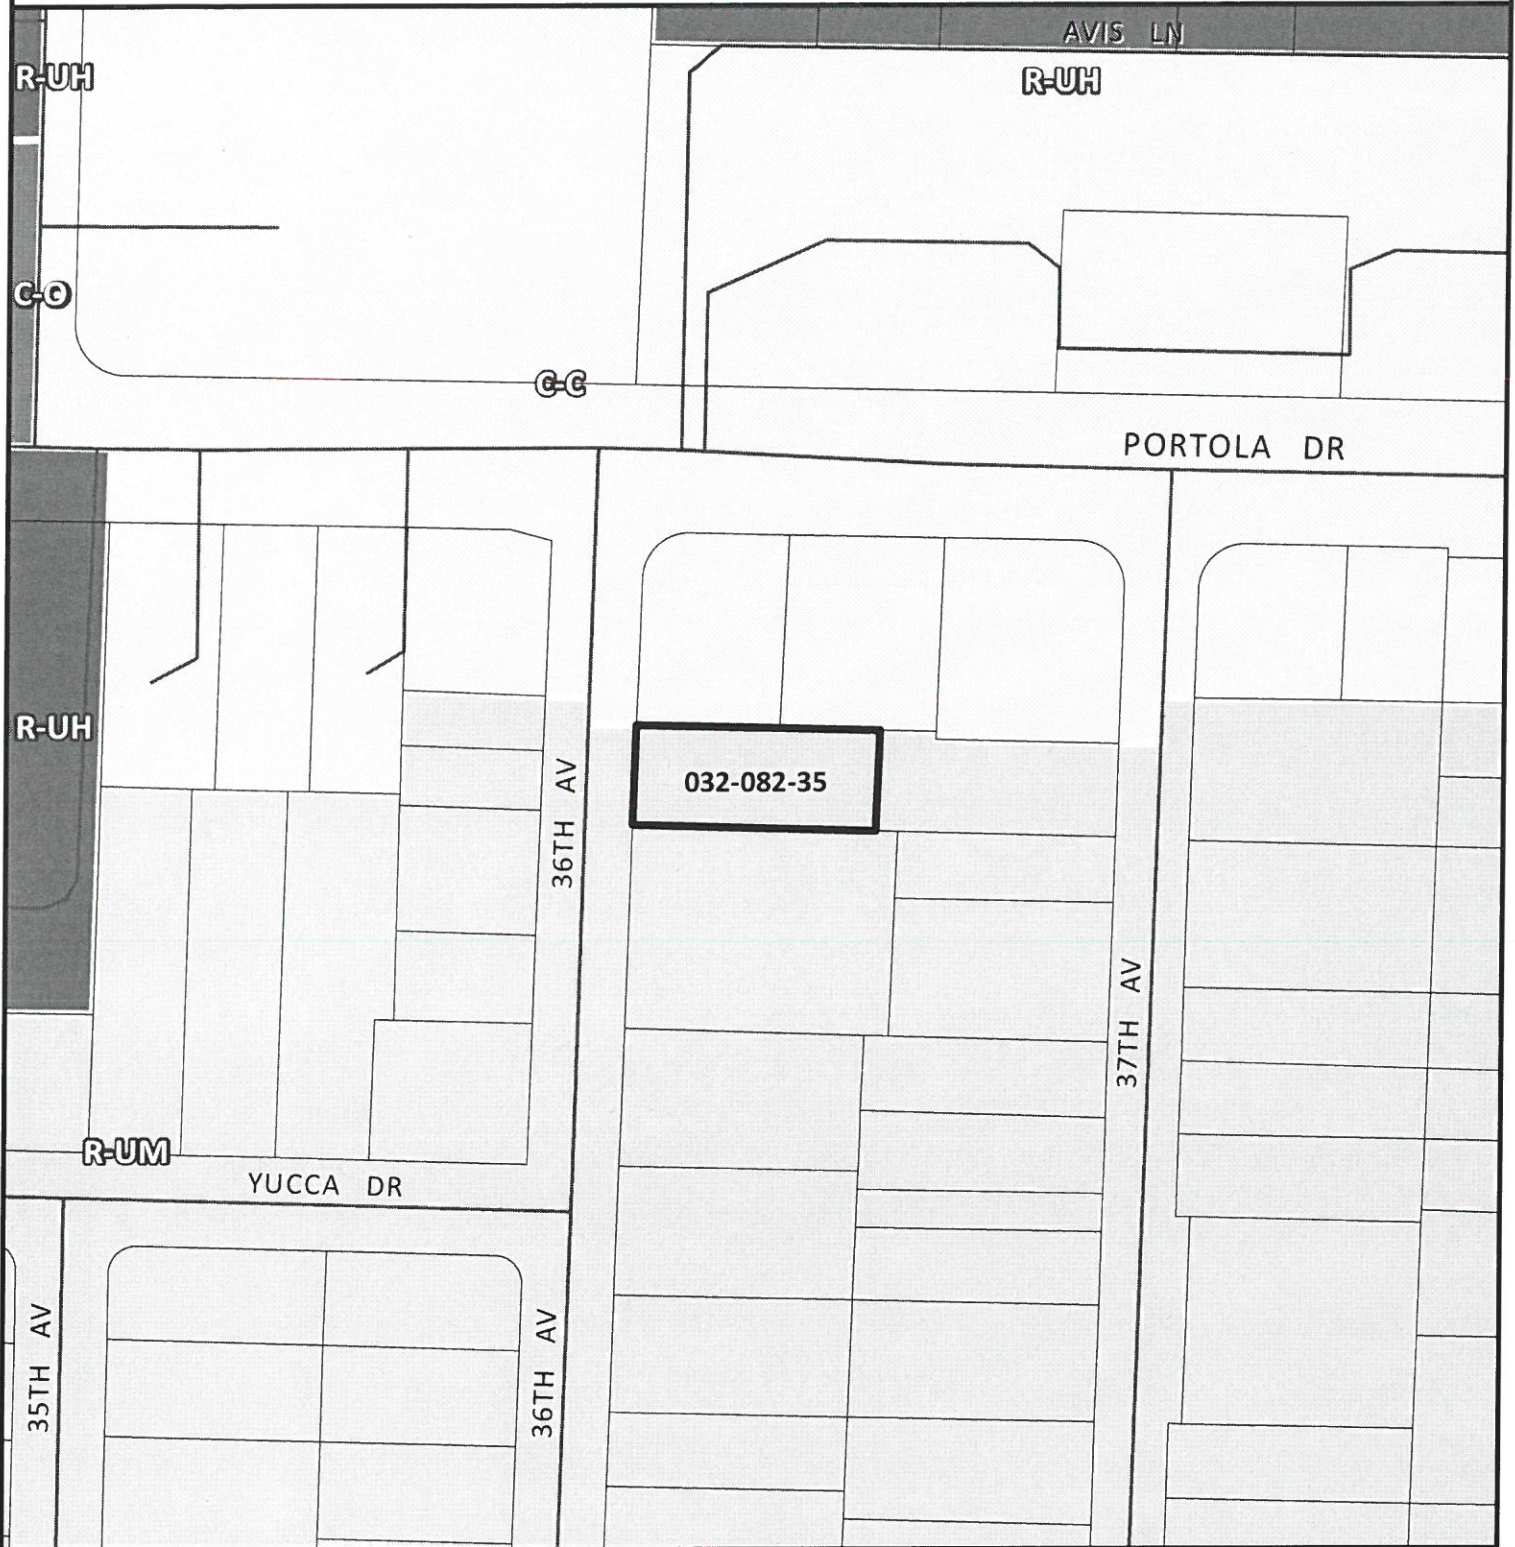 AVIS LN
R-UH
R-UH
C-O
C-C
PORTOLA DR
R-UH
36TH AV
032-082-35
37TH AV
R-UM
YUCCA DR
35TH AV
36TH AV